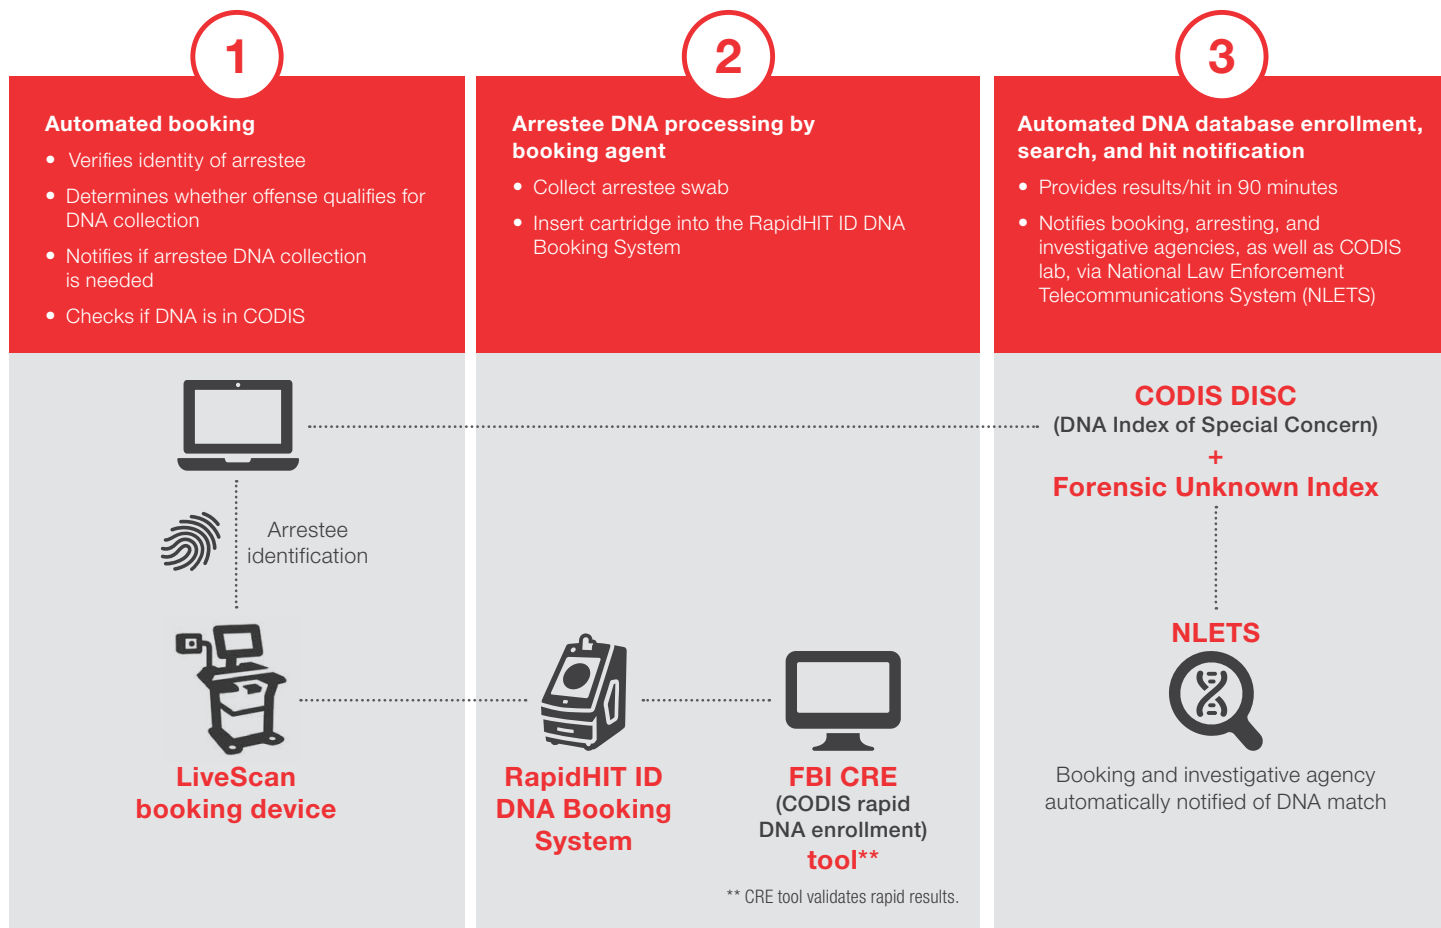 1
Automated booking
• Verifies identity of arrestee
• Determines whether offense qualifies for
DNA collection
• Notifies if arrestee DNA collection
is needed
• Checks if DNA is in CODIS
2
Arrestee DNA processing by
booking agent
• Collect arrestee swab
• Insert cartridge into the RapidHIT ID DNA
Booking System
3
Automated DNA database enrollment,
search, and hit notification
• Provides results/hit in 90 minutes
• Notifies booking, arresting, and
investigative agencies, as well as CODIS
lab, via National Law Enforcement
Telecommunications System (NLETS)
Arrestee
identification
LiveScan
booking device
RapidHIT ID
DNA Booking
System
FBI CRE
(CODIS rapid
DNA enrollment)
tool**
** CRE tool validates rapid results.
CODIS DISC
(DNA Index of Special Concern)
+
Forensic Unknown Index
NLETS
Booking and investigative agency
automatically notified of DNA match